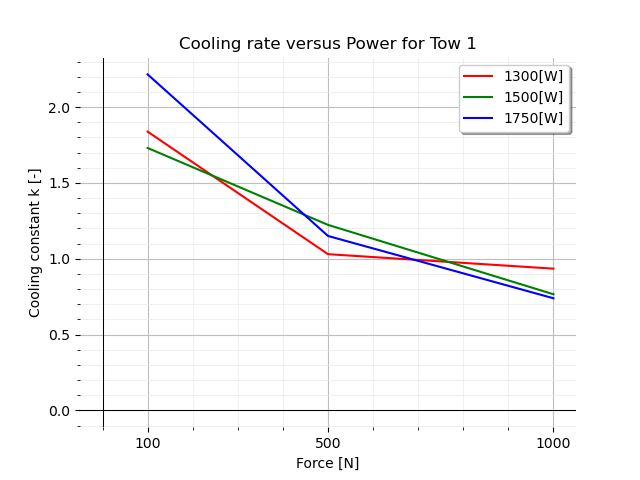 Cooling rate versus Power for Tow 1
1300[W]
1500[W]
1750[W]
Cooling constant k [-]
2.0
1.5
1.0
0.5
0.0
100 500 1000
Force [N]